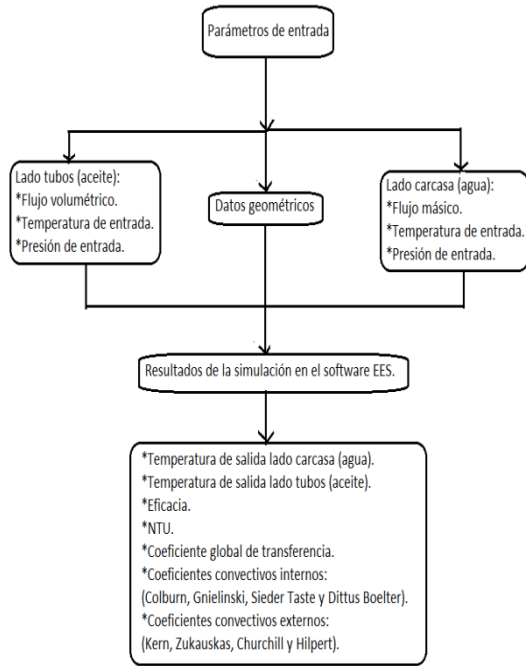 Parámetros de entrada
Lado tubos (aceite):
*Flujo volumétrico.
*Temperatura de entrada.
*Presión de entrada.
Datos geométricos
Lado carcasa (agua):
*Flujo másico.
*Temperatura de entrada.
*Presión de entrada.
Resultados de la simulación en el software EES.
*Temperatura de salida lado carcasa (agua).
*Temperatura de salida lado tubos (aceite).
*Eficacia.
*NTU.
*Coeficiente global de transferencia.
*Coeficientes convectivos internos:
(Colburn, Gnielinski, Sieder Taste y Dittus Boelter).
*Coeficientes convectivos externos:
(Kern, Zukauskas, Churchill y Hilpert).